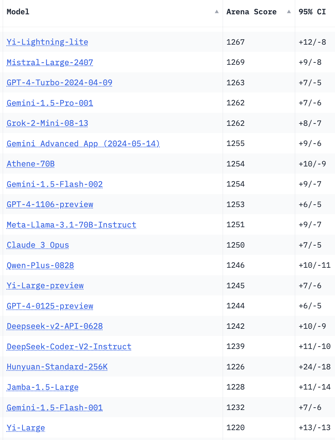 Model Arena Score 95% CI
Yi-Lightning-lite 1267 +12/-8
Mistral-Large-2407 1269 +9/-8
GPT-4-Turbo-2024-04-09 1263 +7/-5
Gemini-1.5-Pro-001 1262 +7/-6
Grok-2-Mini-08-13 1262 +8/-7
Gemini Advanced App (2024-05-14) 1255 +9/-6
Athene-70B 1254 +10/-9
Gemini-1.5-Flash-002 1254 +9/-7
GPT-4-1106-preview 1253 +6/-5
Meta-Llama-3.1-70B-Instruct 1251 +9/-7
Claude 3 Opus 1250 +7/-5
Qwen-Plus-0828 1246 +10/-11
Yi-Large-preview 1245 +7/-6
GPT-4-0125-preview 1244 +6/-5
Deepseek-v2-API-0628 1242 +10/-9
DeepSeek-Coder-V2-Instruct 1239 +11/-10
Hunyuan-Standard-256K 1226 +24/-18
Jamba-1.5-Large 1228 +11/-14
Gemini-1.5-Flash-001 1232 +7/-6
Yi-Large 1220 +13/-13